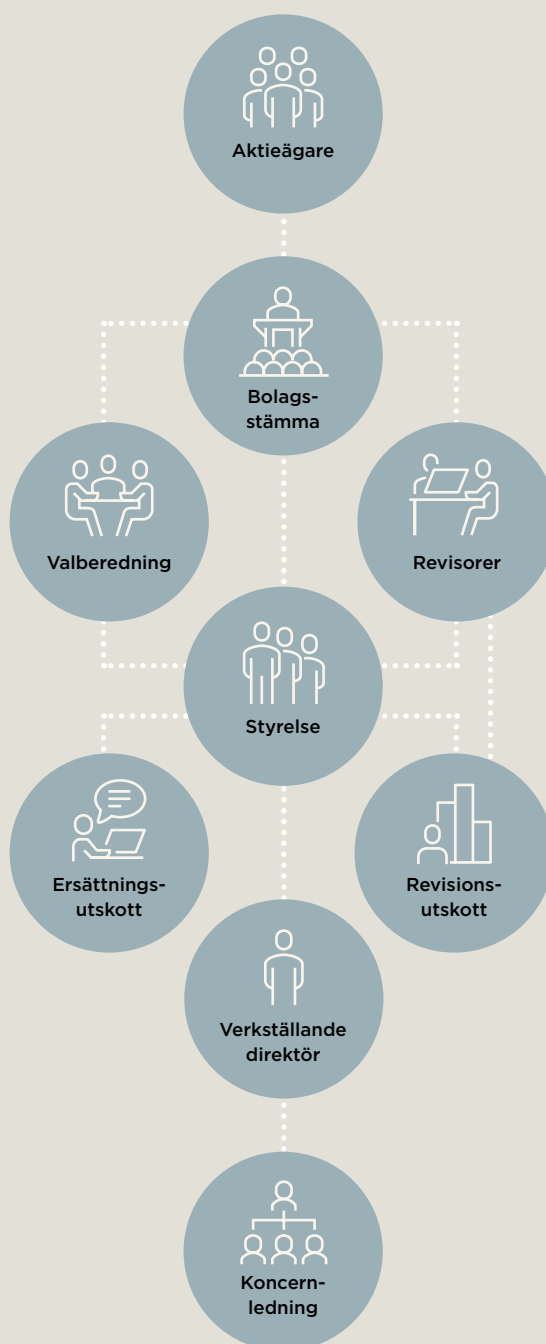 Aktieägare
Bolags-
stämma
Valberedning
Revisorer
Styrelse
Ersättnings-
utskott
Revisions-
utskott
Verkställande
direktör
Koncern-
ledning